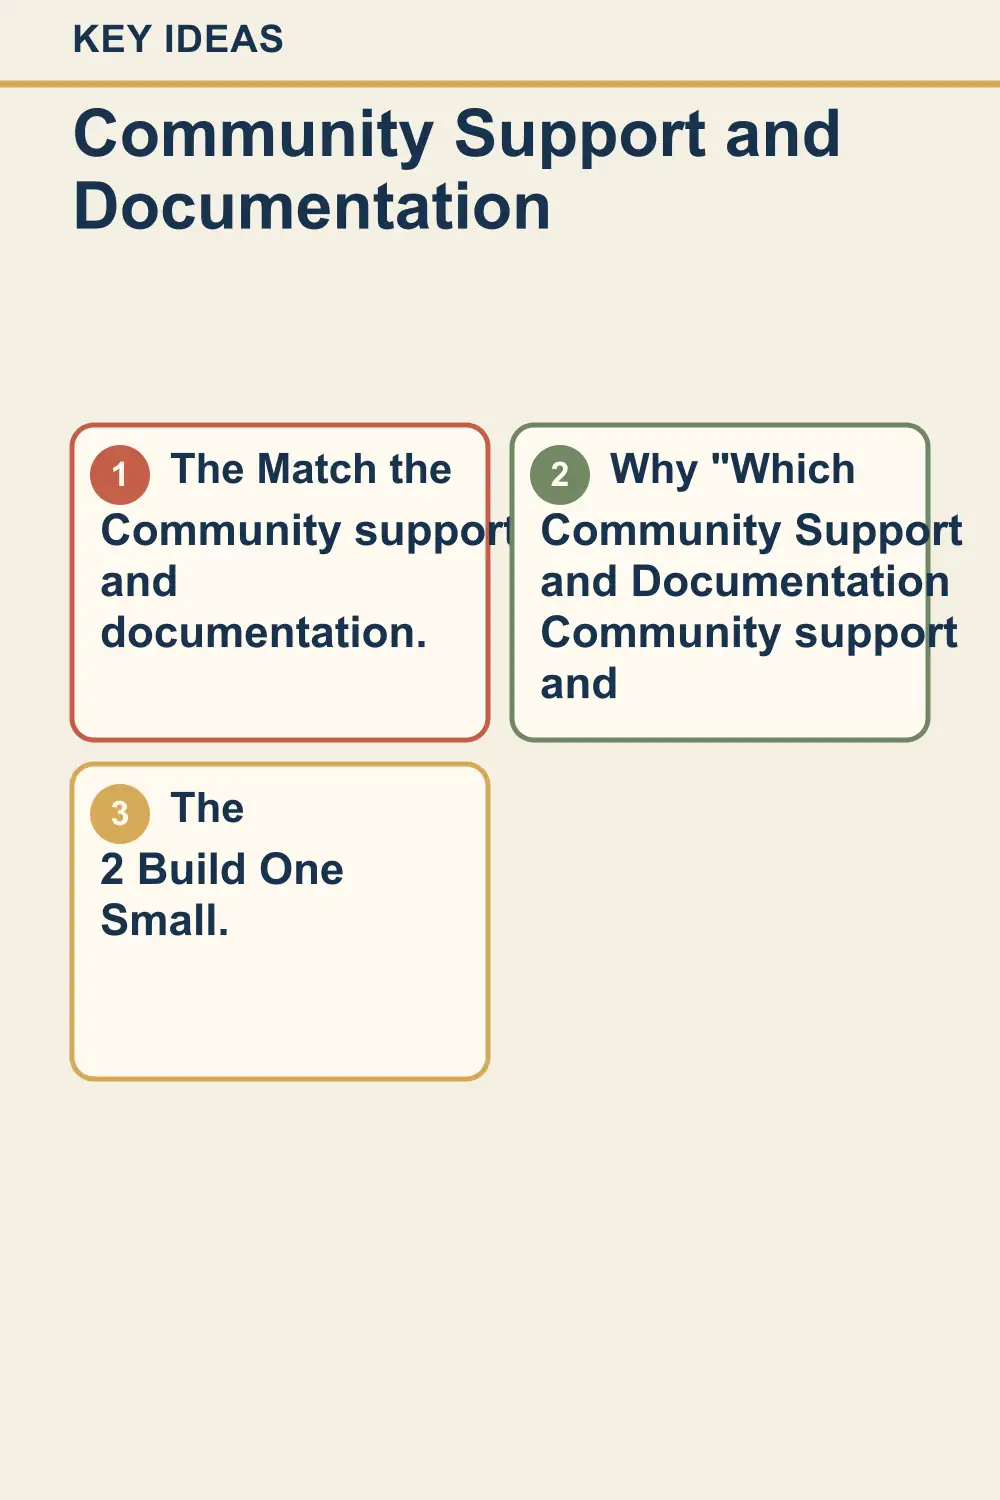 KEY IDEAS
Community Support and
Documentation
1 The Match the
Community support
and
documentation.
2 Why "Which
Community Support
and Documentation
Community support
and
3 The
2 Build One
Small.